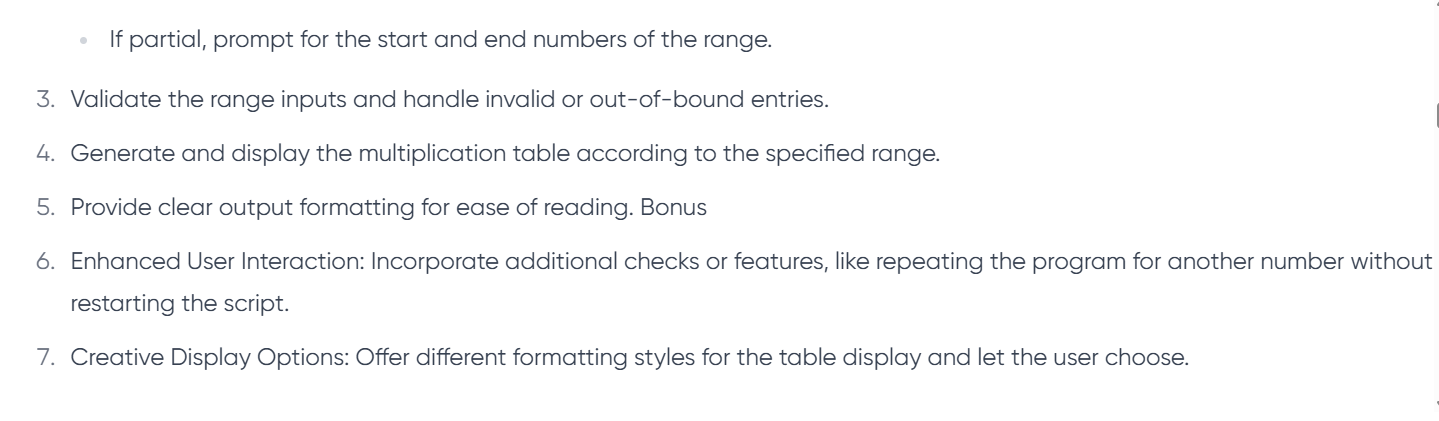 If partial, prompt for the start and end numbers of the range.
3. Validate the range inputs and handle invalid or out-of-bound entries.
4. Generate and display the multiplication table according to the specified range.
5. Provide clear output formatting for ease of reading. Bonus
6. Enhanced User Interaction: Incorporate additional checks or features, like repeating the program for another number without
restarting the script.
7. Creative Display Options: Offer different formatting styles for the table display and let the user choose.